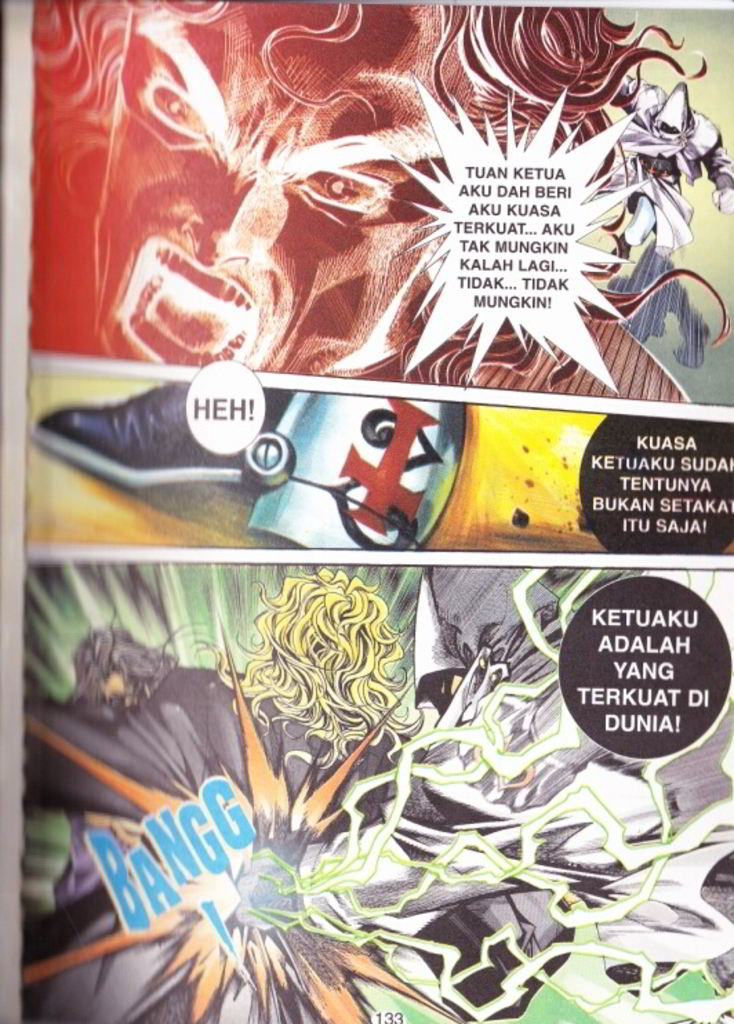 TUAN KETUA
AKU DAH BERI
AKU KUASA
TERKUAT... AKU
TAK MUNGKIN
KALAH LAGI...
TIDAK... TIDAK
MUNGKIN!
HEH!
KUASA
KETUAKU SUDAH
TENTUNYA
BUKAN SETAKAT
ITU SAJA!
KETUAKU
ADALAH
YANG
TERKUAT DI
DUNIA!
BANGG
!
133